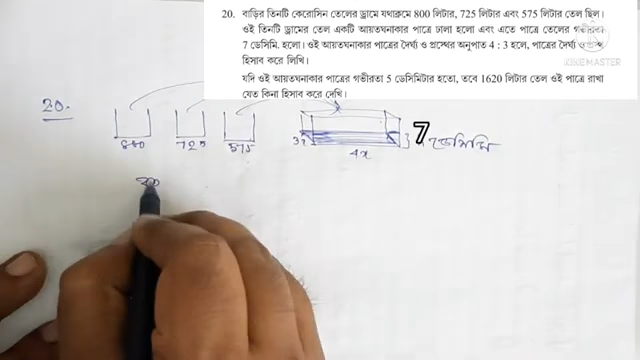 20. বাড়ির তিনটি কেরোসিন তেলের ড্রামে যথাক্রমে 800 লিটার, 725 লিটার এবং 575 লিটার তেল ছিল।
ওই তিনটি ড্রামের তেল একটি আয়তঘনাকার পাত্রে ঢালা হলো এবং এতে পাত্রে তেলের গভীরতা
7 ডেসিমি. হলো। ওই আয়তঘনাকার পাত্রের দৈর্ঘ্য ও প্রস্থের অনুপাত 4 : 3 হলে, পাত্রের দৈর্ঘ্য ও প্রস্থ
হিসাব করে লিখি।
KINEMASTER
যদি ওই আয়তঘনাকার পাত্রের গভীরতা 5 ডেসিমিটার হতো, তবে 1620 লিটার তেল ওই পাত্রে রাখা
যেত কিনা হিসাব করে দেখি।
20.
800 725 575 3x 4x 7 ডেসিমি